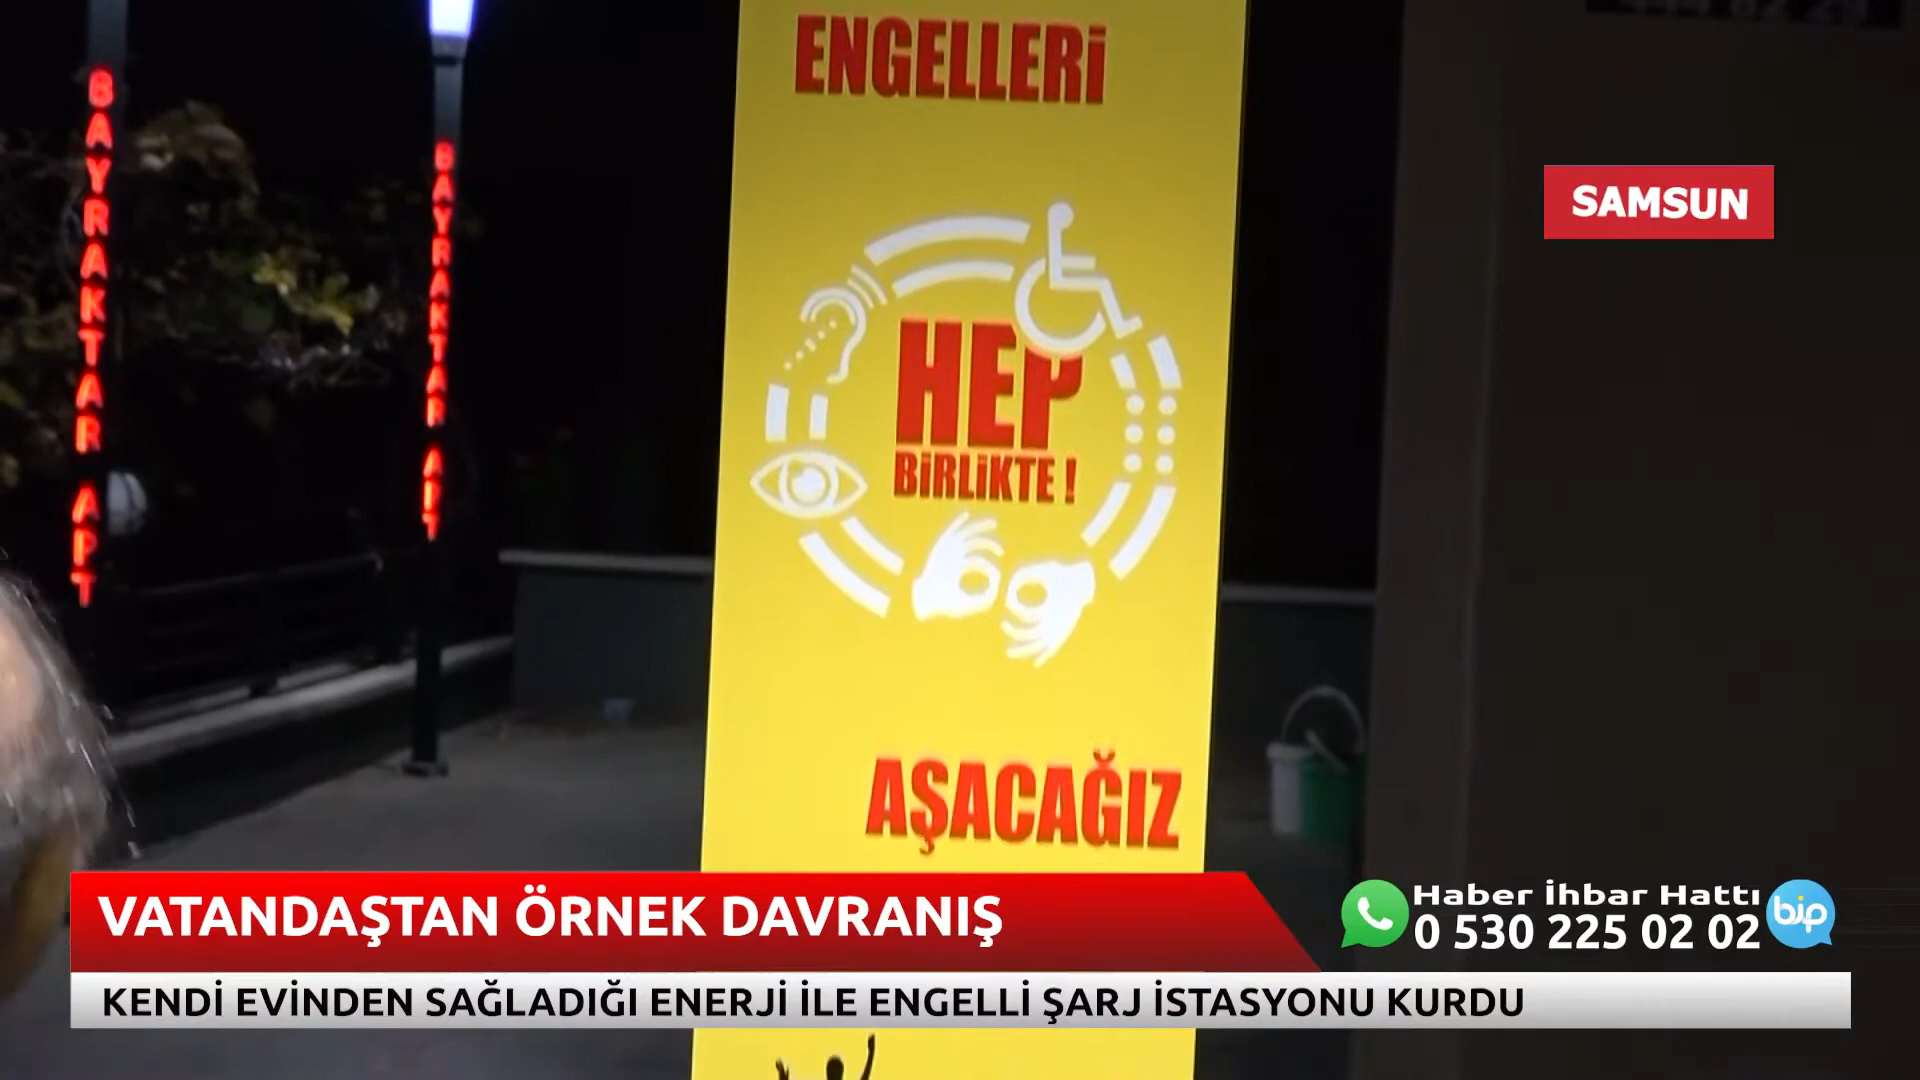 ENGELLERİ
BAYRAKTAR APT
BAYRAKTAR APT
SAMSUN
HEP
BİRLİKTE !
AŞACAĞIZ
VATANDAŞTAN ÖRNEK DAVRANIŞ
Haber İhbar Hattı
0 530 225 02 02
bip
KENDİ EVİNDEN SAĞLADIĞI ENERJİ İLE ENGELLİ ŞARJ İSTASYONU KURDU